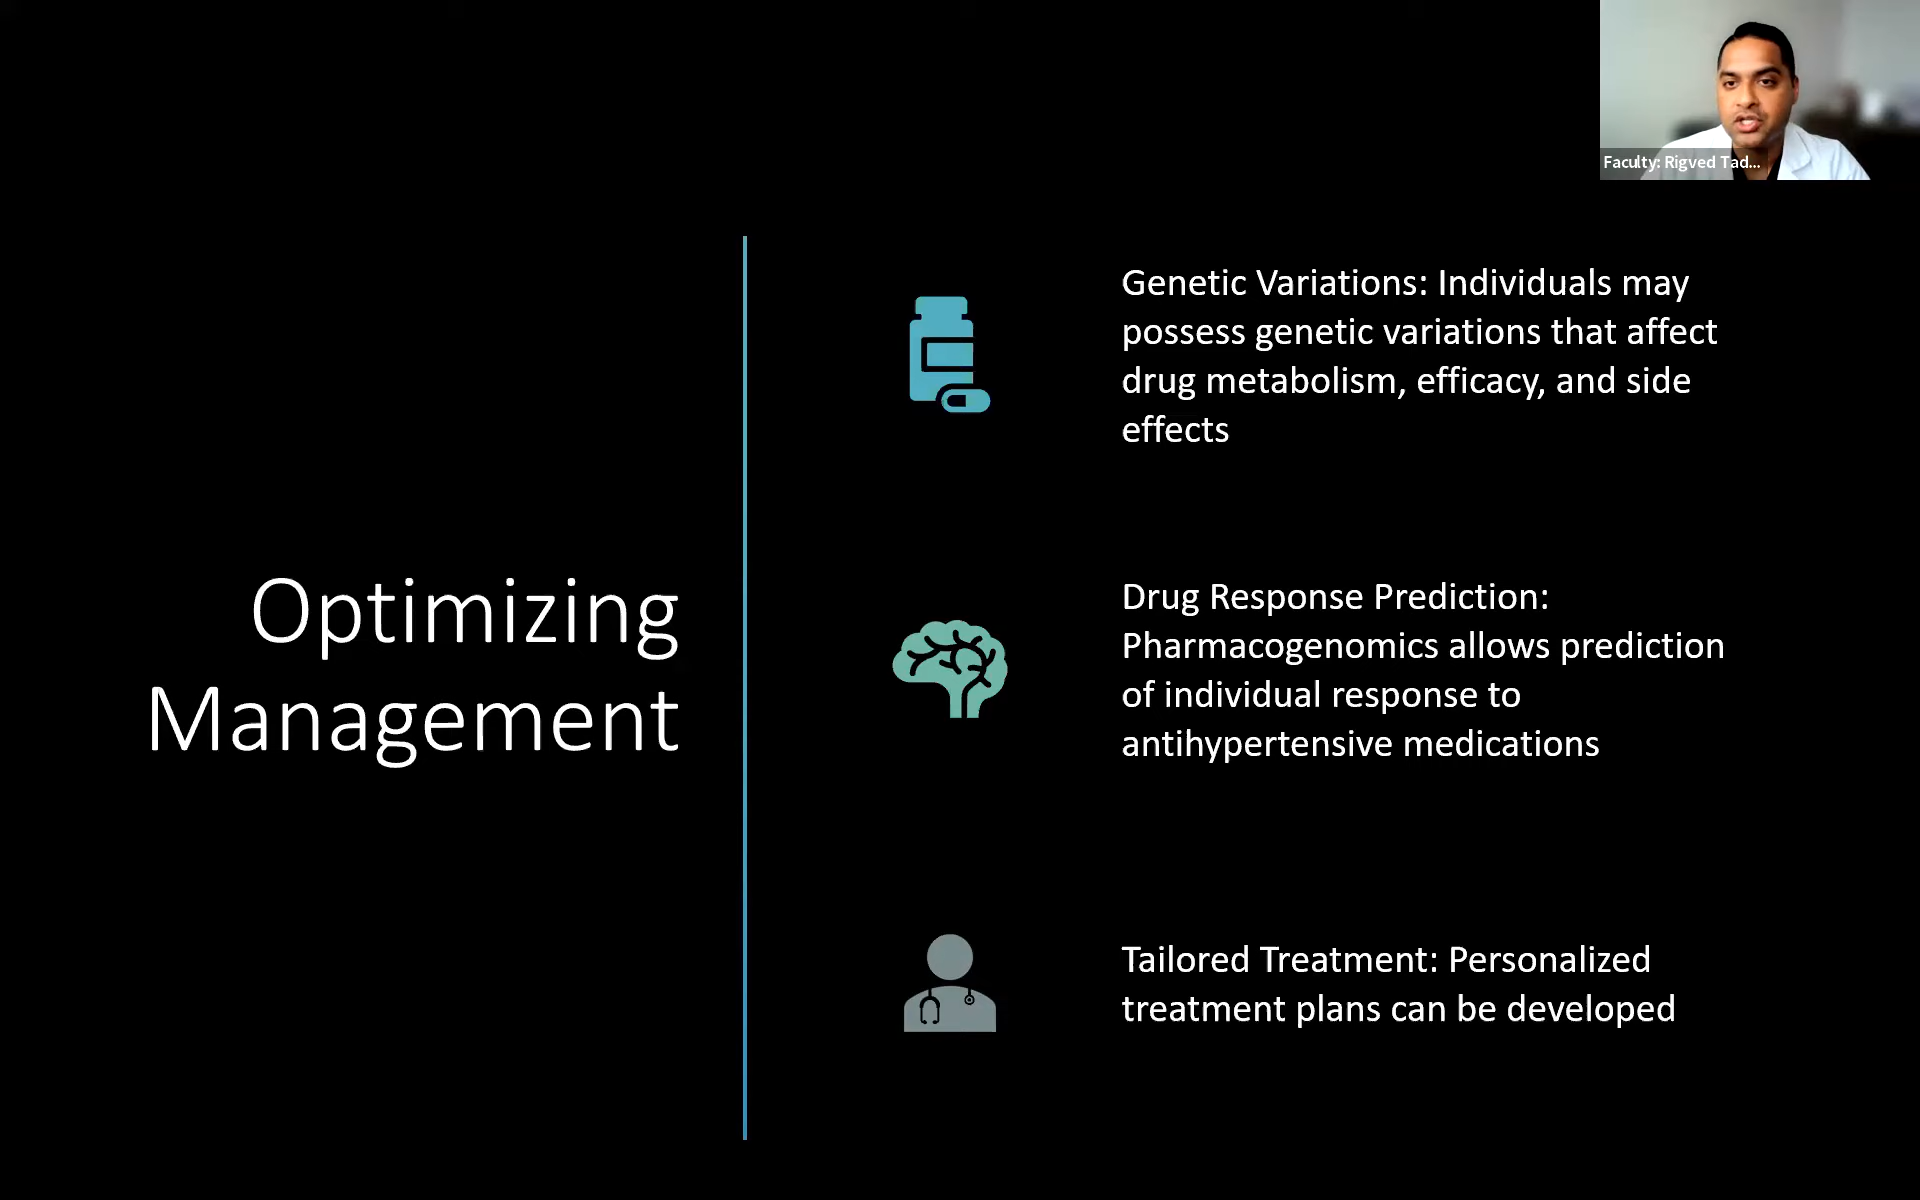 Faculty: Rigved Tad...
Optimizing
Management
Genetic Variations: Individuals may
possess genetic variations that affect
drug metabolism, efficacy, and side
effects
Drug Response Prediction:
Pharmacogenomics allows prediction
of individual response to
antihypertensive medications
Tailored Treatment: Personalized
treatment plans can be developed